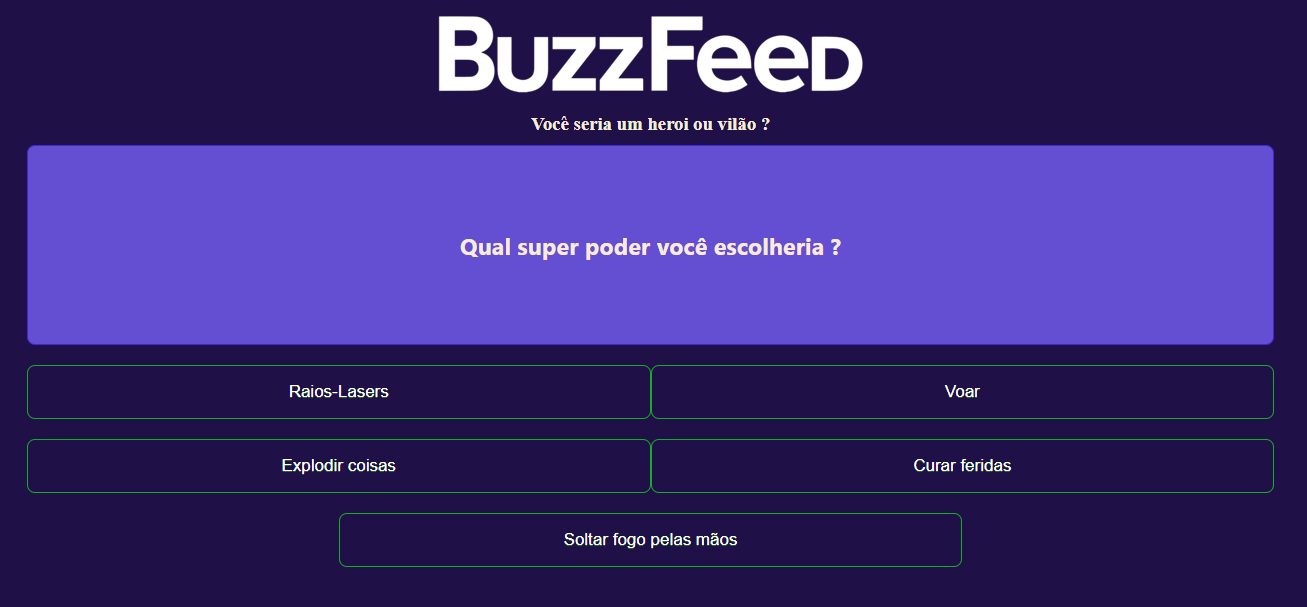 BuzzFeed
Você seria um heroi ou vilão ?
Qual super poder você escolheria ?
Raios-Lasers
Voar
Explodir coisas
Curar feridas
Soltar fogo pelas mãos